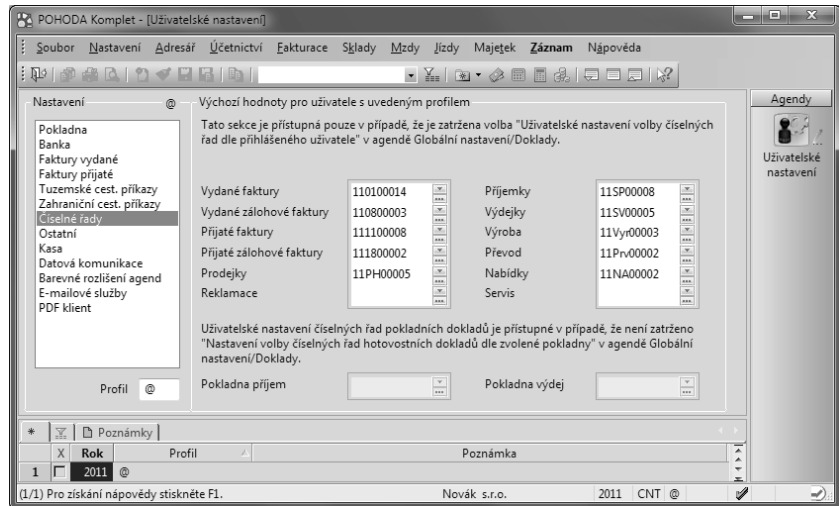 POHODA Komplet - [Uživatelské nastavení]
Soubor Nastavení Adresář Účetnictví Fakturace Sklady Mzdy Jízdy Majetek Záznam Nápověda
Nastavení @
Výchozí hodnoty pro uživatele s uvedeným profilem
Agendy
Uživatelské
nastavení
Pokladna
Banka
Faktury vydané
Faktury přijaté
Tuzemské cest. příkazy
Zahraniční cest. příkazy
Číselné řady
Ostatní
Kasa
Datová komunikace
Barevné rozlišení agend
E-mailové služby
PDF klient
Profil @
Tato sekce je přístupná pouze v případě, že je zatržena volba "Uživatelské nastavení volby číselných
řad dle přihlášeného uživatele" v agendě Globální nastavení/Doklady.
Vydané faktury 110100014 Příjemky 11SP00008
Vydané zálohové faktury 110800003 Výdejky 11SV00005
Přijaté faktury 111100008 Výroba 11Vyr00003
Přijaté zálohové faktury 111800002 Převod 11Prv00002
Prodejky 11PH00005 Nabídky 11NA00002
Reklamace Servis
Uživatelské nastavení číselných řad pokladních dokladů je přístupné v případě, že není zatrženo
"Nastavení volby číselných řad hotovostních dokladů dle zvolené pokladny" v agendě Globální
nastavení/Doklady.
Pokladna příjem Pokladna výdej
* Poznámky
X Rok Profil Poznámka
1 2011 @
(1/1) Pro získání nápovědy stiskněte F1. Novák s.r.o. 2011 CNT @